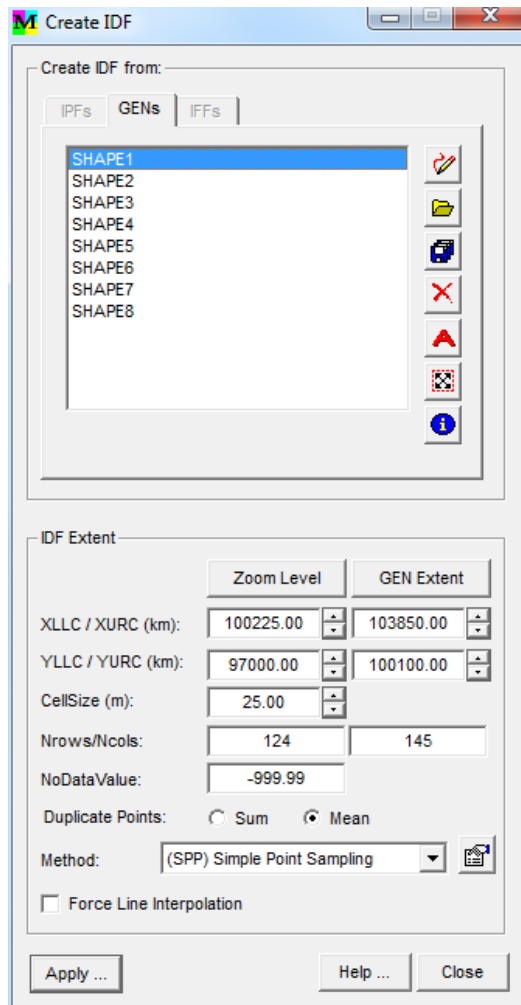 M Create IDF
Create IDF from:
IPFs GENs IFFs
SHAPE1
SHAPE2
SHAPE3
SHAPE4
SHAPE5
SHAPE6
SHAPE7
SHAPE8
IDF Extent
Zoom Level GEN Extent
XLLC / XURC (km): 100225.00 103850.00
YLLC / YURC (km): 97000.00 100100.00
CellSize (m): 25.00
Nrows/Ncols: 124 145
NoDataValue: -999.99
Duplicate Points: Sum Mean
Method: (SPP) Simple Point Sampling
Force Line Interpolation
Apply ... Help ... Close